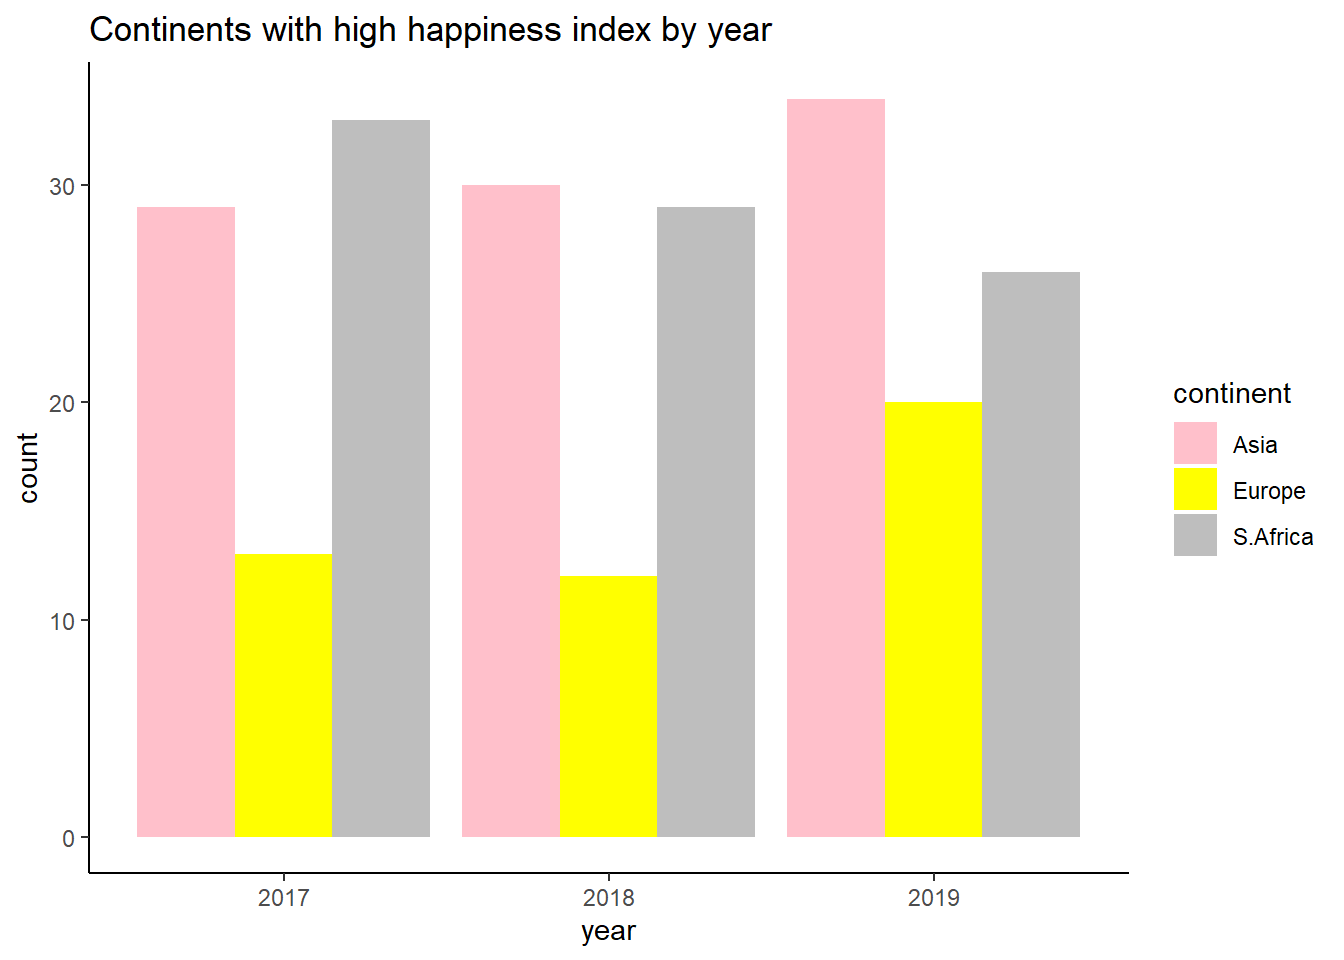 Continents with high happiness index by year
30
20
10
0
count
2017 2018 2019
year
continent
Asia
Europe
S.Africa